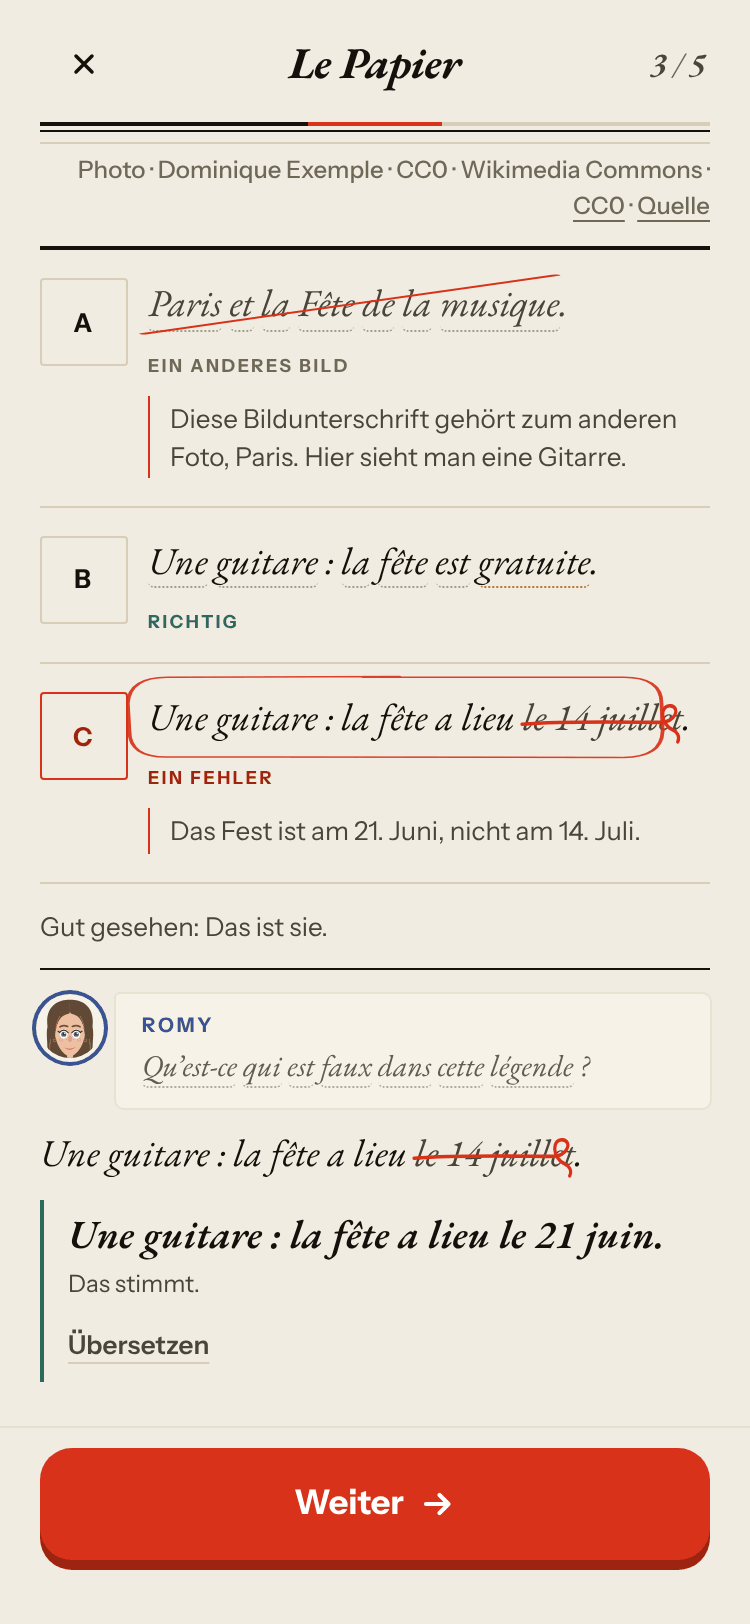 Le Papier
3 / 5
Photo · Dominique Exemple · CC0 · Wikimedia Commons ·
CC0 · Quelle
A
Paris et la Fête de la musique.
EIN ANDERES BILD
Diese Bildunterschrift gehört zum anderen
Foto, Paris. Hier sieht man eine Gitarre.
B
Une guitare : la fête est gratuite.
RICHTIG
C
Une guitare : la fête a lieu le 14 juillet.
EIN FEHLER
Das Fest ist am 21. Juni, nicht am 14. Juli.
Gut gesehen: Das ist sie.
ROMY
Qu’est-ce qui est faux dans cette légende ?
Une guitare : la fête a lieu le 14 juillet.
Une guitare : la fête a lieu le 21 juin.
Das stimmt.
Übersetzen
Weiter →